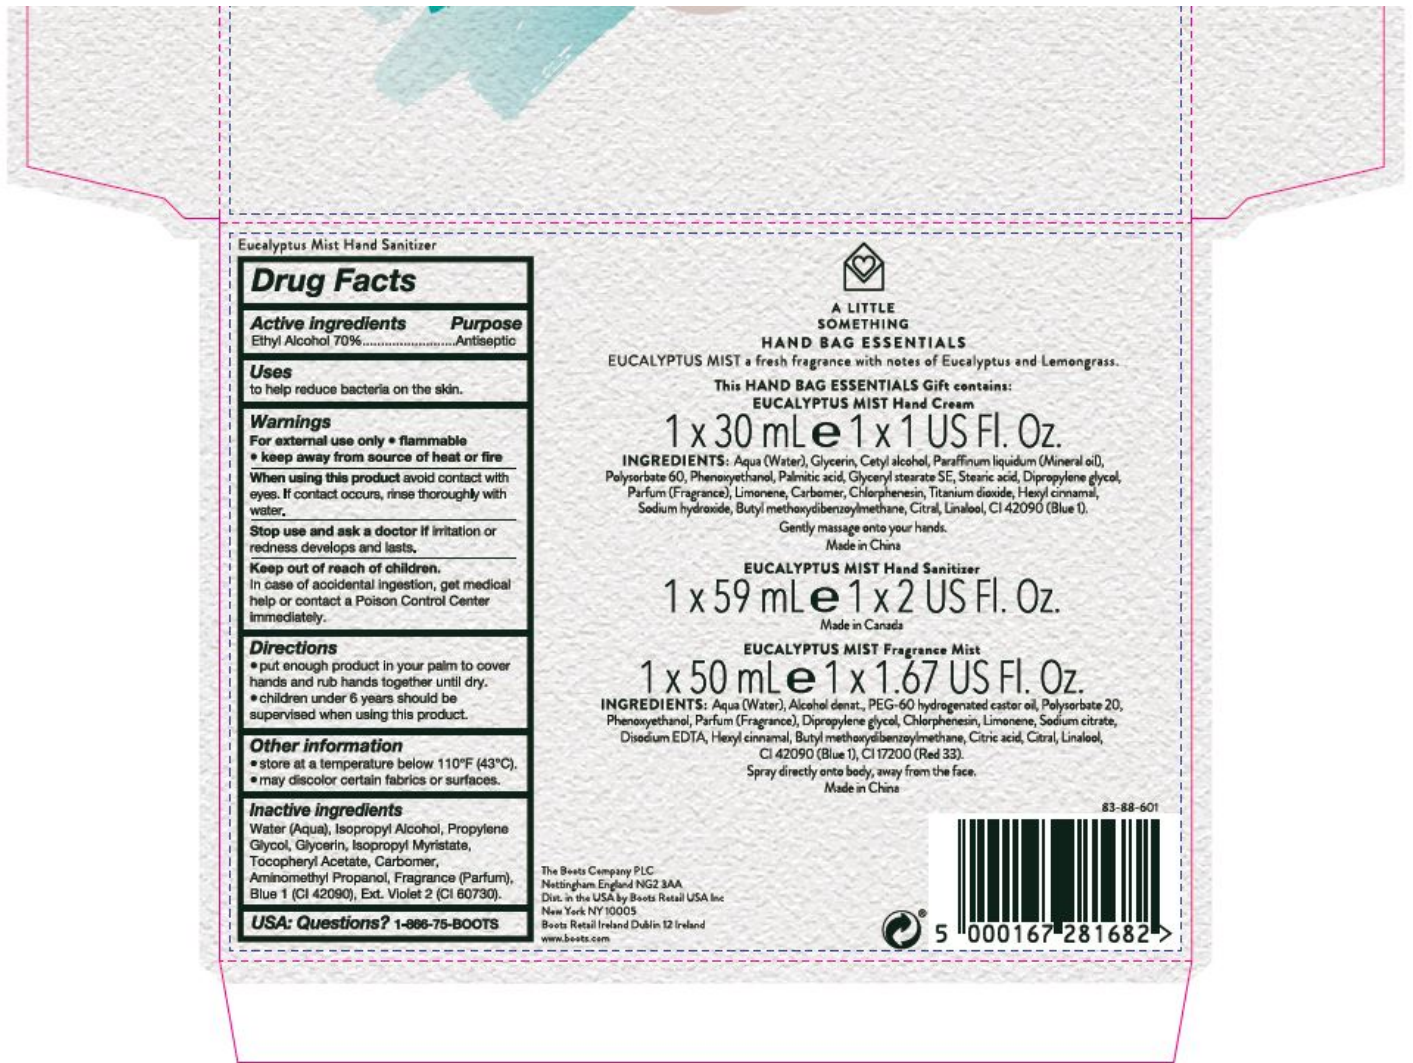 Eucalyptus Mist Hand Sanitizer
Drug Facts
Active ingredients Purpose
Ethyl Alcohol 70%..........................Antiseptic
Uses
to help reduce bacteria on the skin.
Warnings
For external use only • flammable
• keep away from source of heat or fire
When using this product avoid contact with
eyes. If contact occurs, rinse thoroughly with
water.
Stop use and ask a doctor if irritation or
redness develops and lasts.
Keep out of reach of children.
In case of accidental ingestion, get medical
help or contact a Poison Control Center
immediately.
Directions
• put enough product in your palm to cover
hands and rub hands together until dry.
• children under 6 years should be
supervised when using this product.
Other information
• store at a temperature below 110°F (43°C).
• may discolor certain fabrics or surfaces.
Inactive ingredients
Water (Aqua), Isopropyl Alcohol, Propylene
Glycol, Glycerin, Isopropyl Myristate,
Tocopheryl Acetate, Carbomer,
Aminomethyl Propanol, Fragrance (Parfum),
Blue 1 (CI 42090), Ext. Violet 2 (CI 60730).
USA: Questions? 1-866-75-BOOTS
A LITTLE
SOMETHING
HAND BAG ESSENTIALS
EUCALYPTUS MIST a fresh fragrance with notes of Eucalyptus and Lemongrass.
This HAND BAG ESSENTIALS Gift contains:
EUCALYPTUS MIST Hand Cream
1 x 30 mL ℮ 1 x 1 US Fl. Oz.
INGREDIENTS: Aqua (Water), Glycerin, Cetyl alcohol, Paraffinum liquidum (Mineral oil),
Polysorbate 60, Phenoxyethanol, Palmitic acid, Glyceryl stearate SE, Stearic acid, Dipropylene glycol,
Parfum (Fragrance), Limonene, Carbomer, Chlorphenesin, Titanium dioxide, Hexyl cinnamal,
Sodium hydroxide, Butyl methoxydibenzoylmethane, Citral, Linalool, CI 42090 (Blue 1).
Gently massage onto your hands.
Made in China
EUCALYPTUS MIST Hand Sanitizer
1 x 59 mL ℮ 1 x 2 US Fl. Oz.
Made in Canada
EUCALYPTUS MIST Fragrance Mist
1 x 50 mL ℮ 1 x 1.67 US Fl. Oz.
INGREDIENTS: Aqua (Water), Alcohol denat., PEG-60 hydrogenated castor oil, Polysorbate 20,
Phenoxyethanol, Parfum (Fragrance), Dipropylene glycol, Chlorphenesin, Limonene, Sodium citrate,
Disodium EDTA, Hexyl cinnamal, Butyl methoxydibenzoylmethane, Citric acid, Citral, Linalool,
CI 42090 (Blue 1), CI 17200 (Red 33).
Spray directly onto body, away from the face.
Made in China
The Boots Company PLC
Nottingham England NG2 3AA
Dist. in the USA by Boots Retail USA Inc
New York NY 10005
Boots Retail Ireland Dublin 12 Ireland
www.boots.com
83-88-601
®
5 000167 281682 >